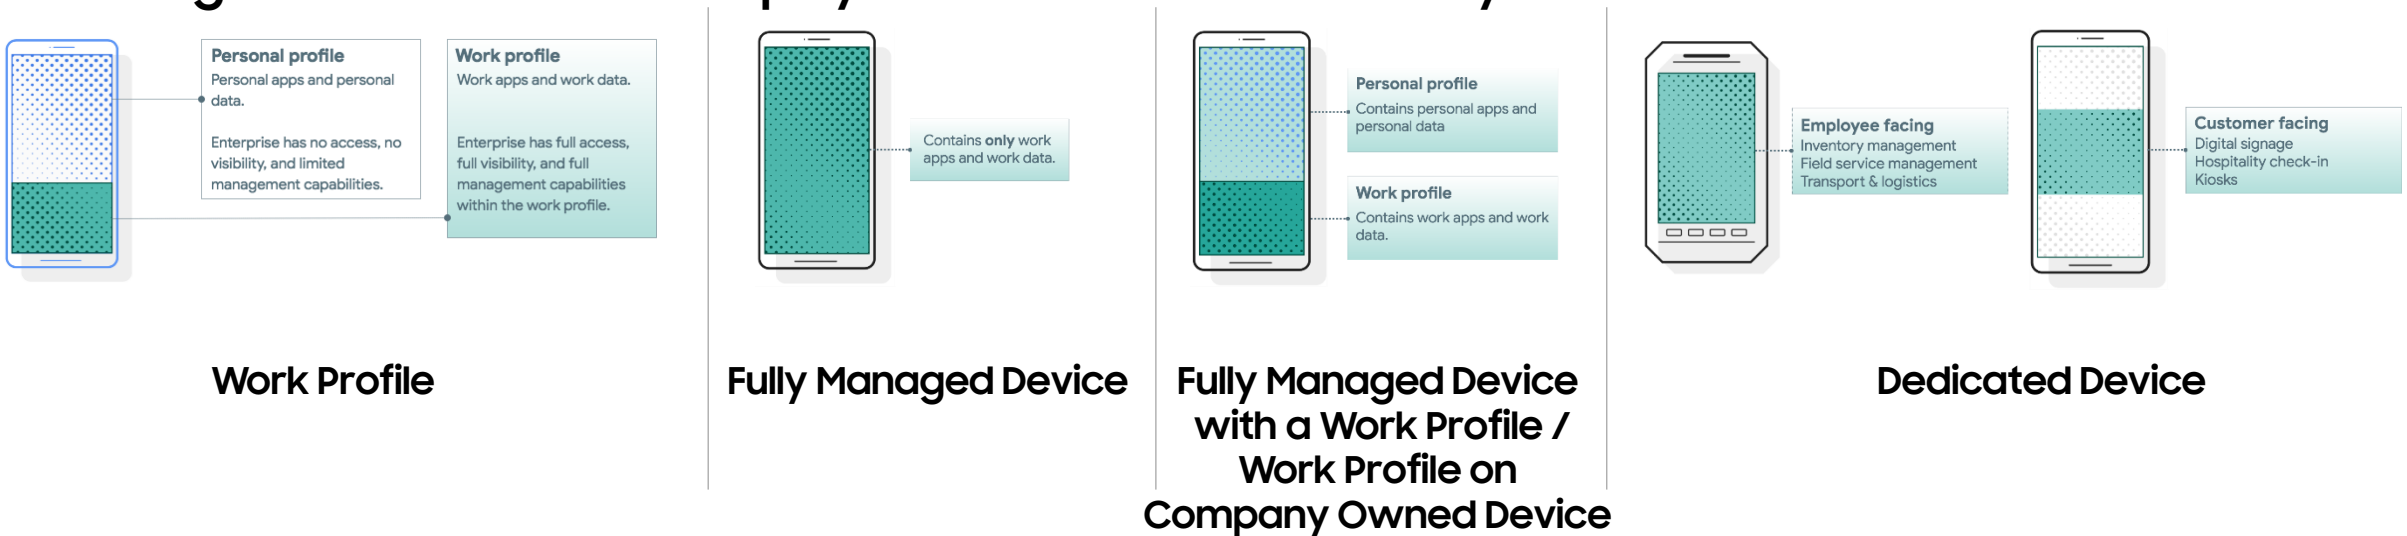 Personal profile
Personal apps and personal
data.
Enterprise has no access, no
visibility, and limited
management capabilities.
Work profile
Work apps and work data.
Enterprise has full access,
full visibility, and full
management capabilities
within the work profile.
Work Profile
Contains only work
apps and work data.
Fully Managed Device
Personal profile
Contains personal apps and
personal data
Work profile
Contains work apps and work
data.
Fully Managed Device
with a Work Profile /
Work Profile on
Company Owned Device
Employee facing
Inventory management
Field service management
Transport & logistics
Customer facing
Digital signage
Hospitality check-in
Kiosks
Dedicated Device